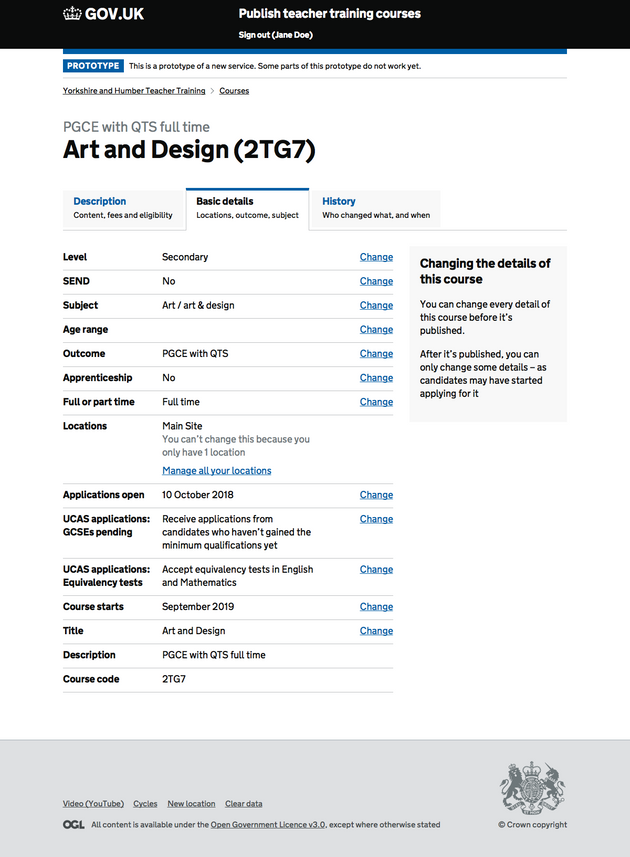 GOV.UK
Publish teacher training courses
Sign out (Jane Doe)
PROTOTYPE This is a prototype of a new service. Some parts of this prototype do not work yet.
Yorkshire and Humber Teacher Training > Courses
PGCE with QTS full time
Art and Design (2TG7)
Description
Content, fees and eligibility
Basic details
Locations, outcome, subject
History
Who changed what, and when
Level Secondary Change
SEND No Change
Subject Art / art & design Change
Age range Change
Outcome PGCE with QTS Change
Apprenticeship No Change
Full or part time Full time Change
Locations Main Site
You can't change this because you
only have 1 location
Manage all your locations
Applications open 10 October 2018 Change
UCAS applications: Receive applications from Change
GCSEs pending candidates who haven't gained the
minimum qualifications yet
UCAS applications: Accept equivalency tests in English Change
Equivalency tests and Mathematics
Course starts September 2019 Change
Title Art and Design Change
Description PGCE with QTS full time
Course code 2TG7
Changing the details of
this course
You can change every detail of
this course before it's
published.
After it's published, you can
only change some details – as
candidates may have started
applying for it
Video (YouTube) Cycles New location Clear data
OGL All content is available under the Open Government Licence v3.0, except where otherwise stated
© Crown copyright